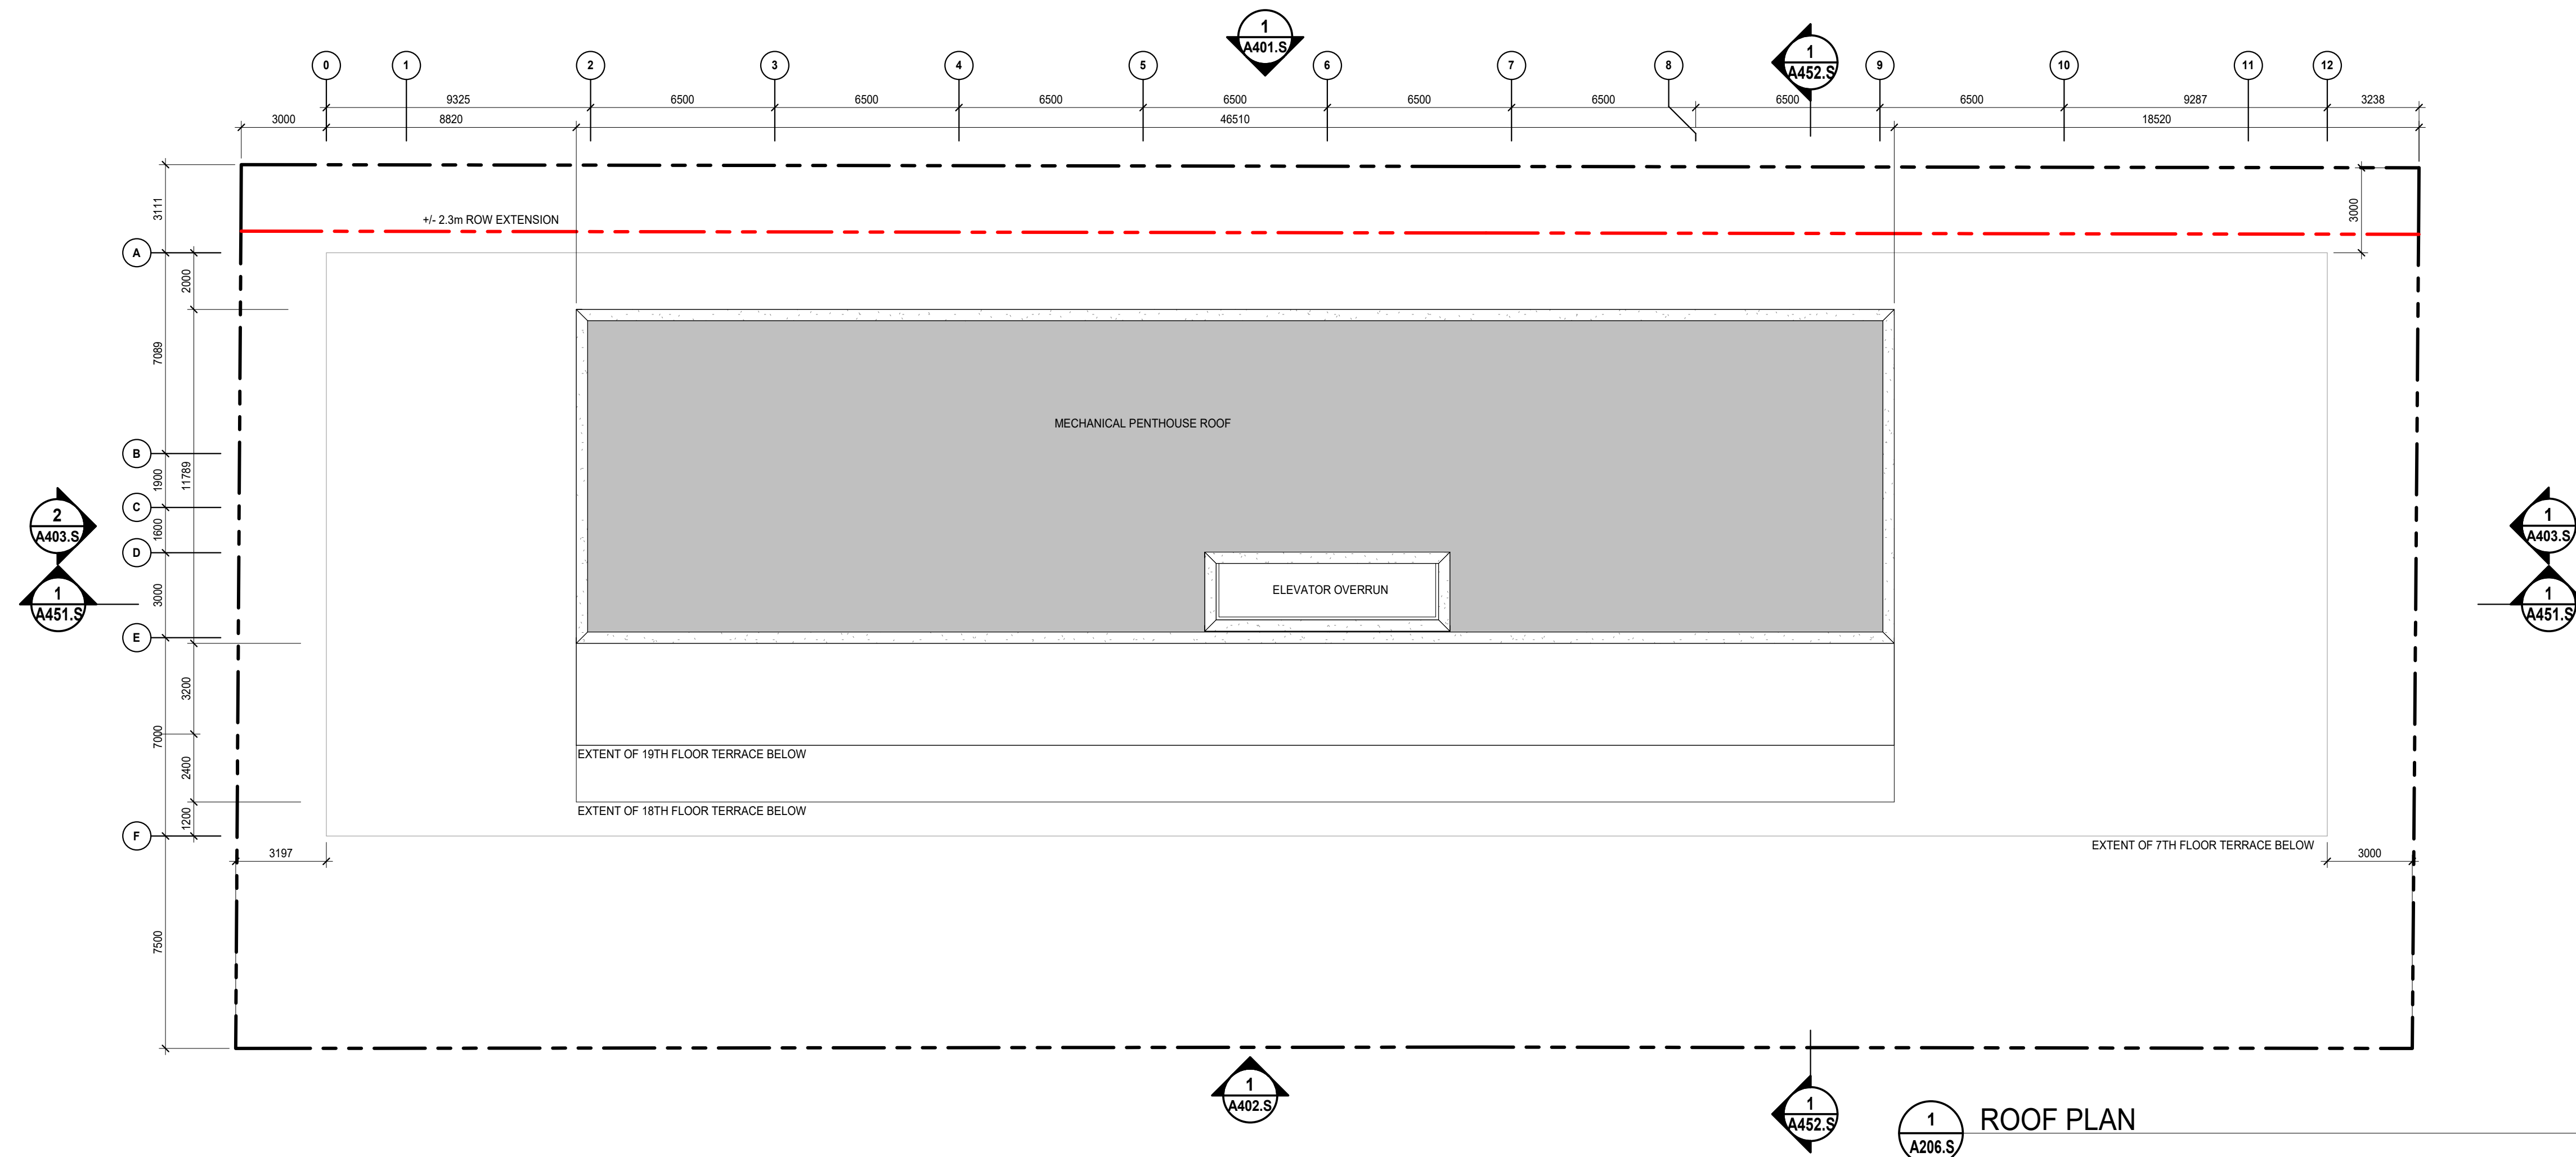 1
A401.S
1
A452.S
0 1 2 3 4 5 6 7 8 9 10 11 12
9325 6500 6500 6500 6500 6500 6500 6500 6500 9287 3238
3000 8820 46510 18520
3111
+/- 2.3m ROW EXTENSION
3000
A
2000
7089
MECHANICAL PENTHOUSE ROOF
B
1900
11789
C
2
A403.S
1
A403.S
1600
D
3000
ELEVATOR OVERRUN
1
A451.S
1
A451.S
E
3200
7000
EXTENT OF 19TH FLOOR TERRACE BELOW
2400
EXTENT OF 18TH FLOOR TERRACE BELOW
1200
F
EXTENT OF 7TH FLOOR TERRACE BELOW
3197
3000
7500
1
A402.S
1
A452.S
1
A206.S
ROOF PLAN